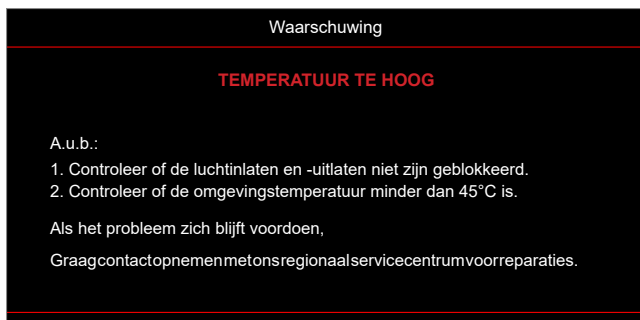 Waarschuwing
TEMPERATUUR TE HOOG
A.u.b.:
1. Controleer of de luchtinlaten en -uitlaten niet zijn geblokkeerd.
2. Controleer of de omgevingstemperatuur minder dan 45°C is.
Als het probleem zich blijft voordoen,
Graagcontactopnemenmetonsregionaalservicecentrumvoorreparaties.